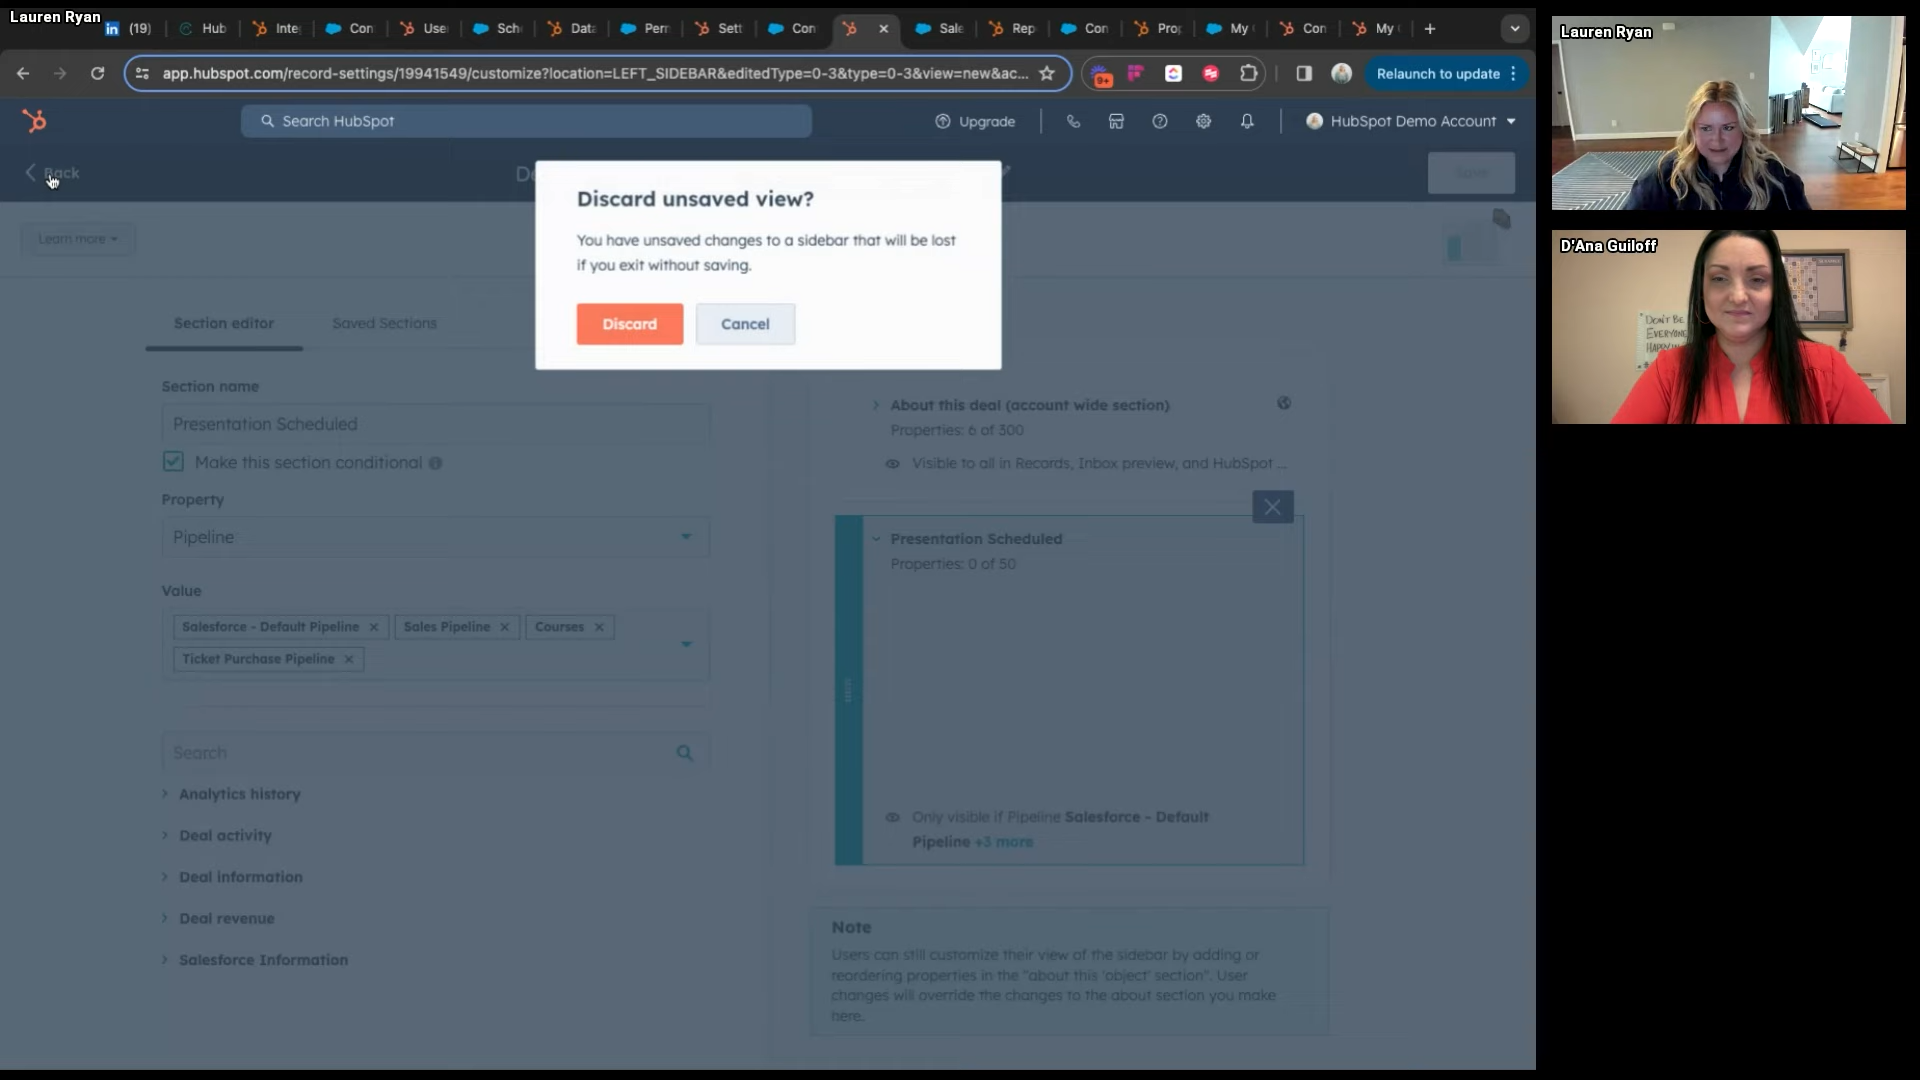 Lauren Ryan
(19)
Hub
Inte
Con
User
Sch
Data
Perm
Sett
Con
Sale
Rep
Con
Prop
My
Con
My
app.hubspot.com/record-settings/19941549/customize?location=LEFT_SIDEBAR&editedType=0-3&type=0-3&view=new&ac...
9+
Relaunch to update
Search HubSpot
Upgrade
HubSpot Demo Account
Back
De
Save
Learn more
Discard unsaved view?
You have unsaved changes to a sidebar that will be lost
if you exit without saving.
Discard
Cancel
Section editor
Saved Sections
Section name
Presentation Scheduled
Make this section conditional
Property
Pipeline
Value
Salesforce - Default Pipeline
Sales Pipeline
Courses
Ticket Purchase Pipeline
Search
Analytics history
Deal activity
Deal information
Deal revenue
Salesforce Information
About this deal (account wide section)
Properties: 6 of 300
Visible to all in Records, Inbox preview, and HubSpot ...
Presentation Scheduled
Properties: 0 of 50
Only visible if Pipeline Salesforce - Default
Pipeline +3 more
Note
Users can still customize their view of the sidebar by adding or
reordering properties in the "about this 'object' section". User
changes will override the changes to the about section you make
here.
Lauren Ryan
D'Ana Guiloff
DON'T BE
EVERYONE